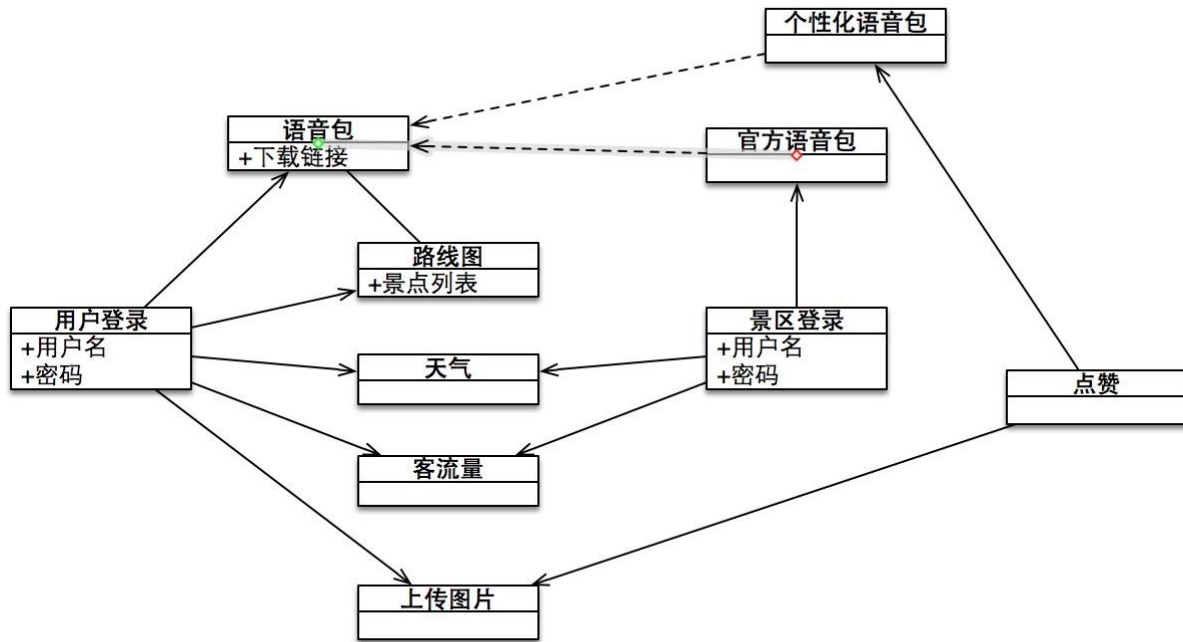 个性化语音包
语音包
+下载链接
官方语音包
路线图
+景点列表
用户登录
+用户名
+密码
景区登录
+用户名
+密码
天气
点赞
客流量
上传图片